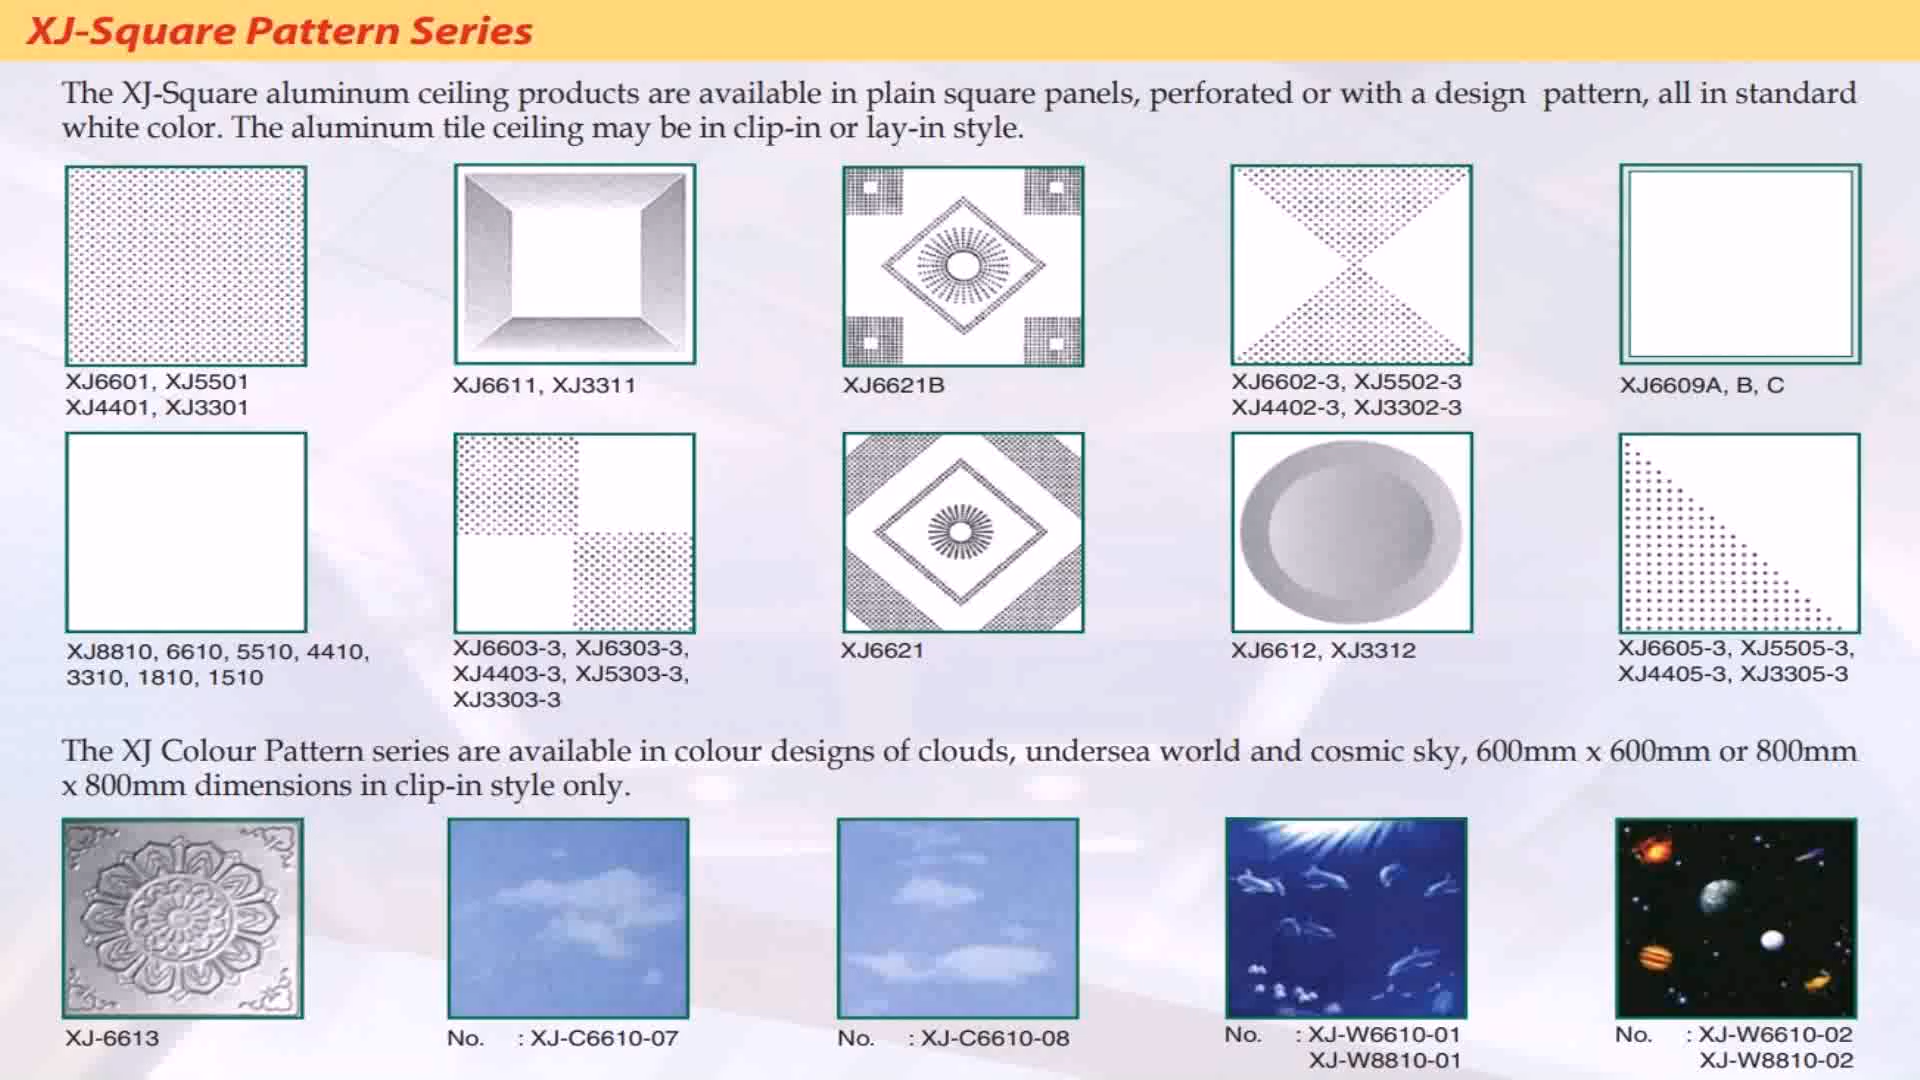 XJ-Square Pattern Series
The XJ-Square aluminum ceiling products are available in plain square panels, perforated or with a design pattern, all in standard
white color. The aluminum tile ceiling may be in clip-in or lay-in style.
XJ6601, XJ5501
XJ4401, XJ3301
XJ6611, XJ3311
XJ6621B
XJ6602-3, XJ5502-3
XJ4402-3, XJ3302-3
XJ6609A, B, C
XJ8810, 6610, 5510, 4410,
3310, 1810, 1510
XJ6603-3, XJ6303-3,
XJ4403-3, XJ5303-3,
XJ3303-3
XJ6621
XJ6612, XJ3312
XJ6605-3, XJ5505-3,
XJ4405-3, XJ3305-3
The XJ Colour Pattern series are available in colour designs of clouds, undersea world and cosmic sky, 600mm x 600mm or 800mm
x 800mm dimensions in clip-in style only.
XJ-6613
No. : XJ-C6610-07
No. : XJ-C6610-08
No. : XJ-W6610-01
XJ-W8810-01
No. : XJ-W6610-02
XJ-W8810-02